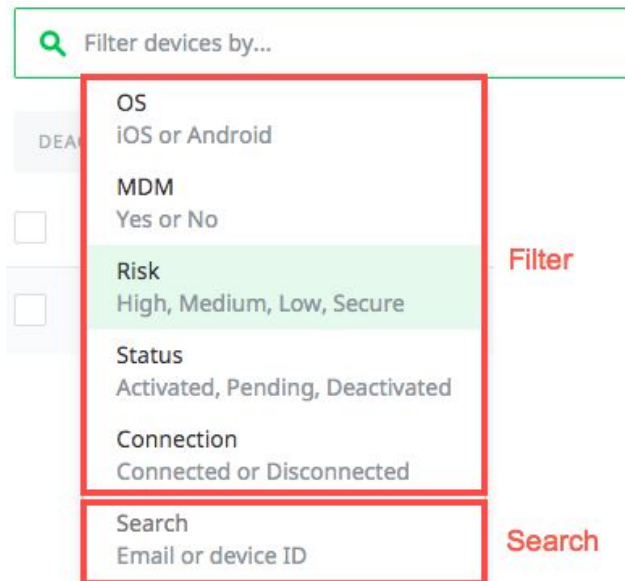 Filter devices by...
OS
iOS or Android
DEA
MDM
Yes or No
Risk
High, Medium, Low, Secure
Filter
Status
Activated, Pending, Deactivated
Connection
Connected or Disconnected
Search
Email or device ID
Search